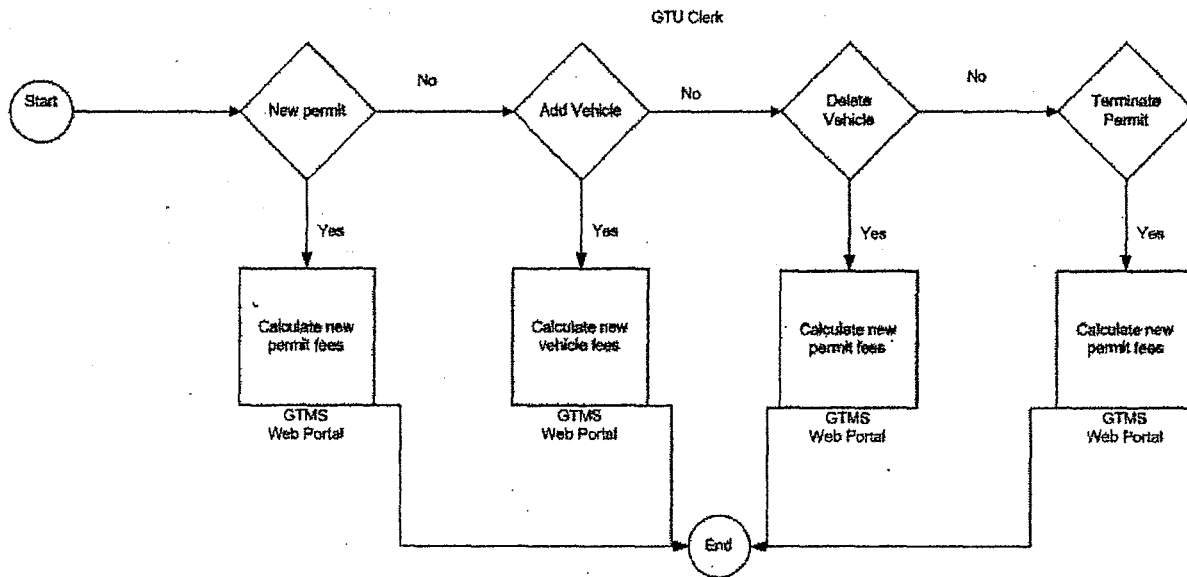 GTU Clerk
Start
New permit
No
Add Vehicle
No
Delete
Vehicle
No
Terminate
Permit
Yes
Yes
Yes
Yes
Calculate new
permit fees
Calculate new
vehicle fees
Calculate new
permit fees
Calculate new
permit fees
GTMS
Web Portal
GTMS
Web Portal
GTMS
Web Portal
GTMS
Web Portal
End